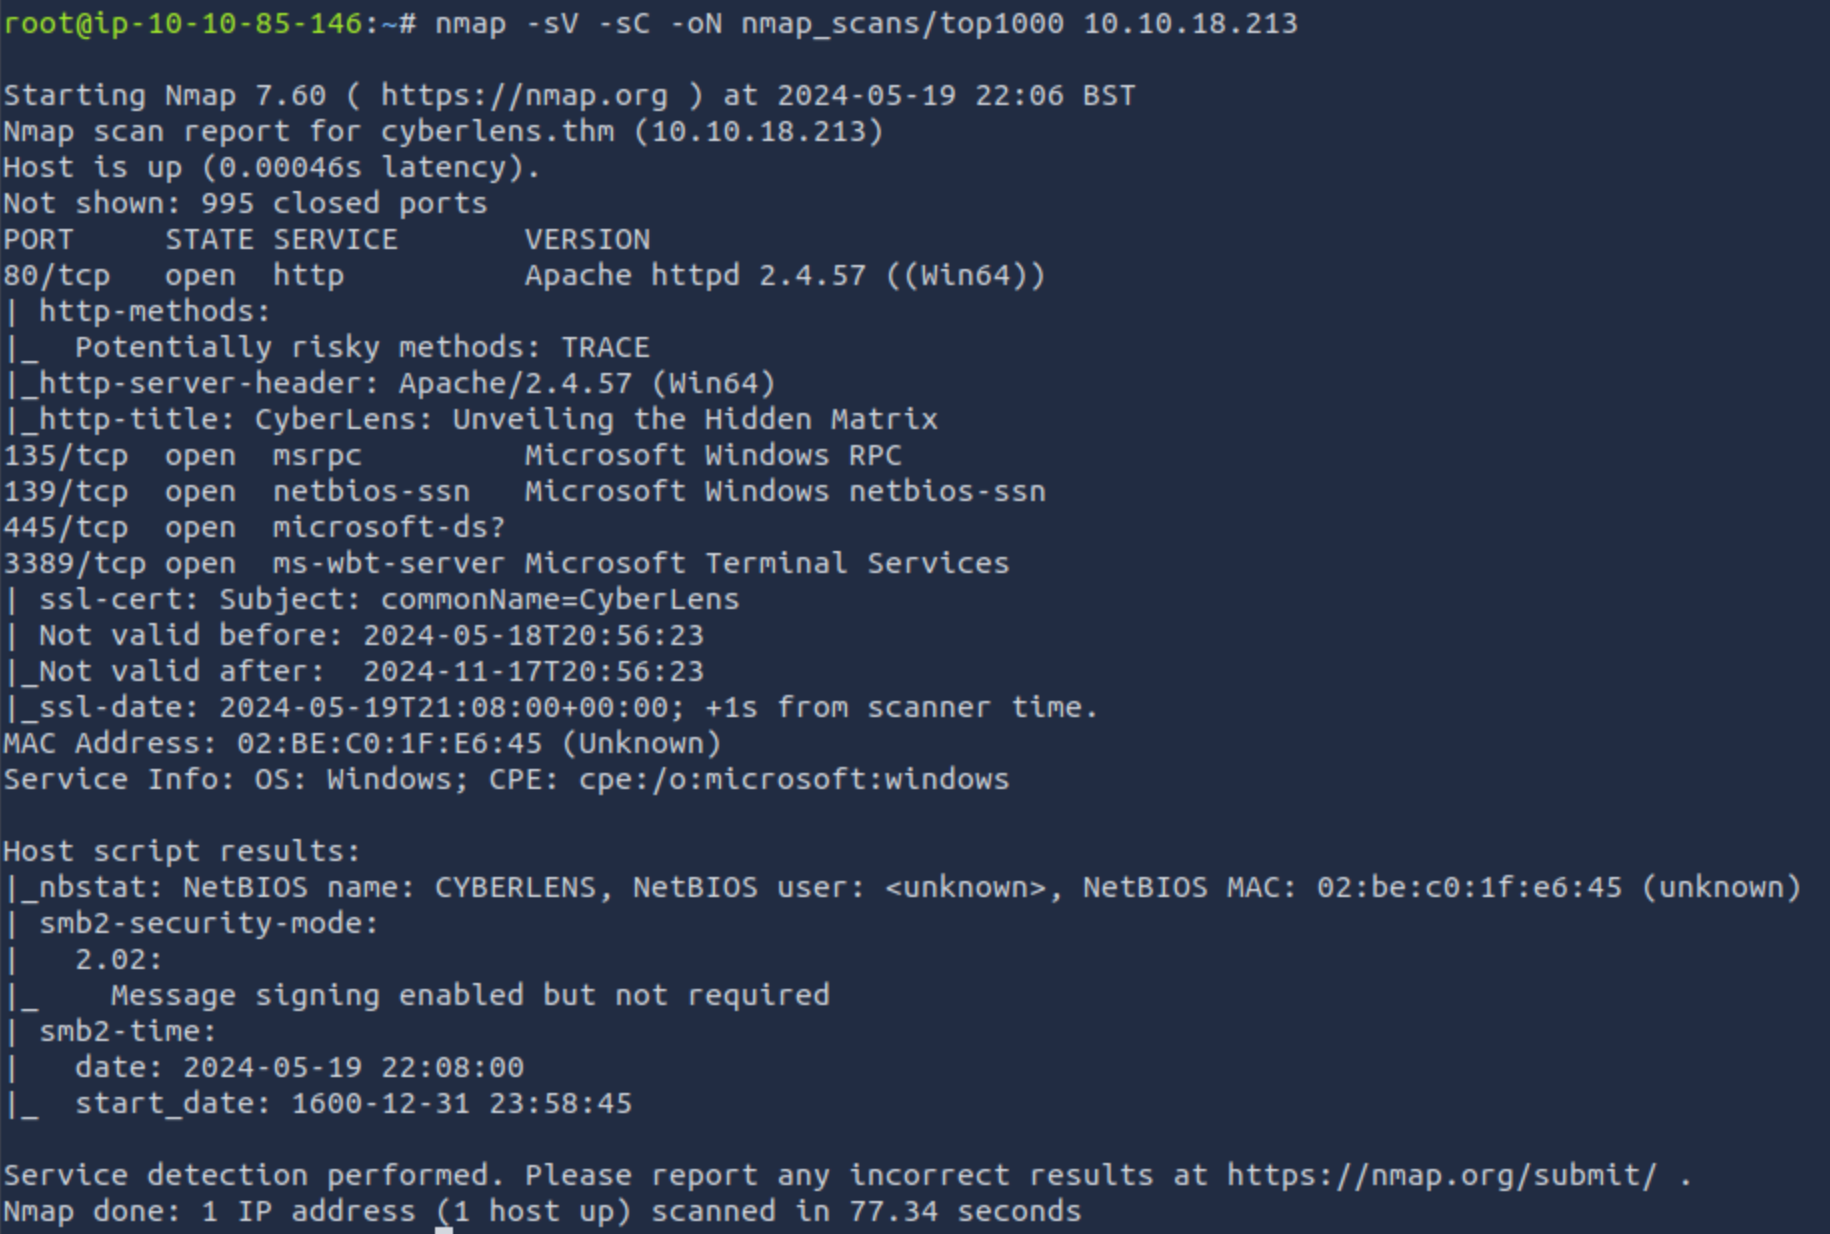 root@ip-10-10-85-146:~# nmap -sV -sC -oN nmap_scans/top1000 10.10.18.213
Starting Nmap 7.60 ( https://nmap.org ) at 2024-05-19 22:06 BST
Nmap scan report for cyberlens.thm (10.10.18.213)
Host is up (0.00046s latency).
Not shown: 995 closed ports
PORT     STATE SERVICE       VERSION
80/tcp   open  http          Apache httpd 2.4.57 ((Win64))
| http-methods:
|_  Potentially risky methods: TRACE
|_http-server-header: Apache/2.4.57 (Win64)
|_http-title: CyberLens: Unveiling the Hidden Matrix
135/tcp  open  msrpc         Microsoft Windows RPC
139/tcp  open  netbios-ssn   Microsoft Windows netbios-ssn
445/tcp  open  microsoft-ds?
3389/tcp open  ms-wbt-server Microsoft Terminal Services
| ssl-cert: Subject: commonName=CyberLens
| Not valid before: 2024-05-18T20:56:23
|_Not valid after:  2024-11-17T20:56:23
|_ssl-date: 2024-05-19T21:08:00+00:00; +1s from scanner time.
MAC Address: 02:BE:C0:1F:E6:45 (Unknown)
Service Info: OS: Windows; CPE: cpe:/o:microsoft:windows
Host script results:
|_nbstat: NetBIOS name: CYBERLENS, NetBIOS user: <unknown>, NetBIOS MAC: 02:be:c0:1f:e6:45 (unknown)
| smb2-security-mode:
|   2.02:
|_    Message signing enabled but not required
| smb2-time:
|   date: 2024-05-19 22:08:00
|_  start_date: 1600-12-31 23:58:45
Service detection performed. Please report any incorrect results at https://nmap.org/submit/ .
Nmap done: 1 IP address (1 host up) scanned in 77.34 seconds